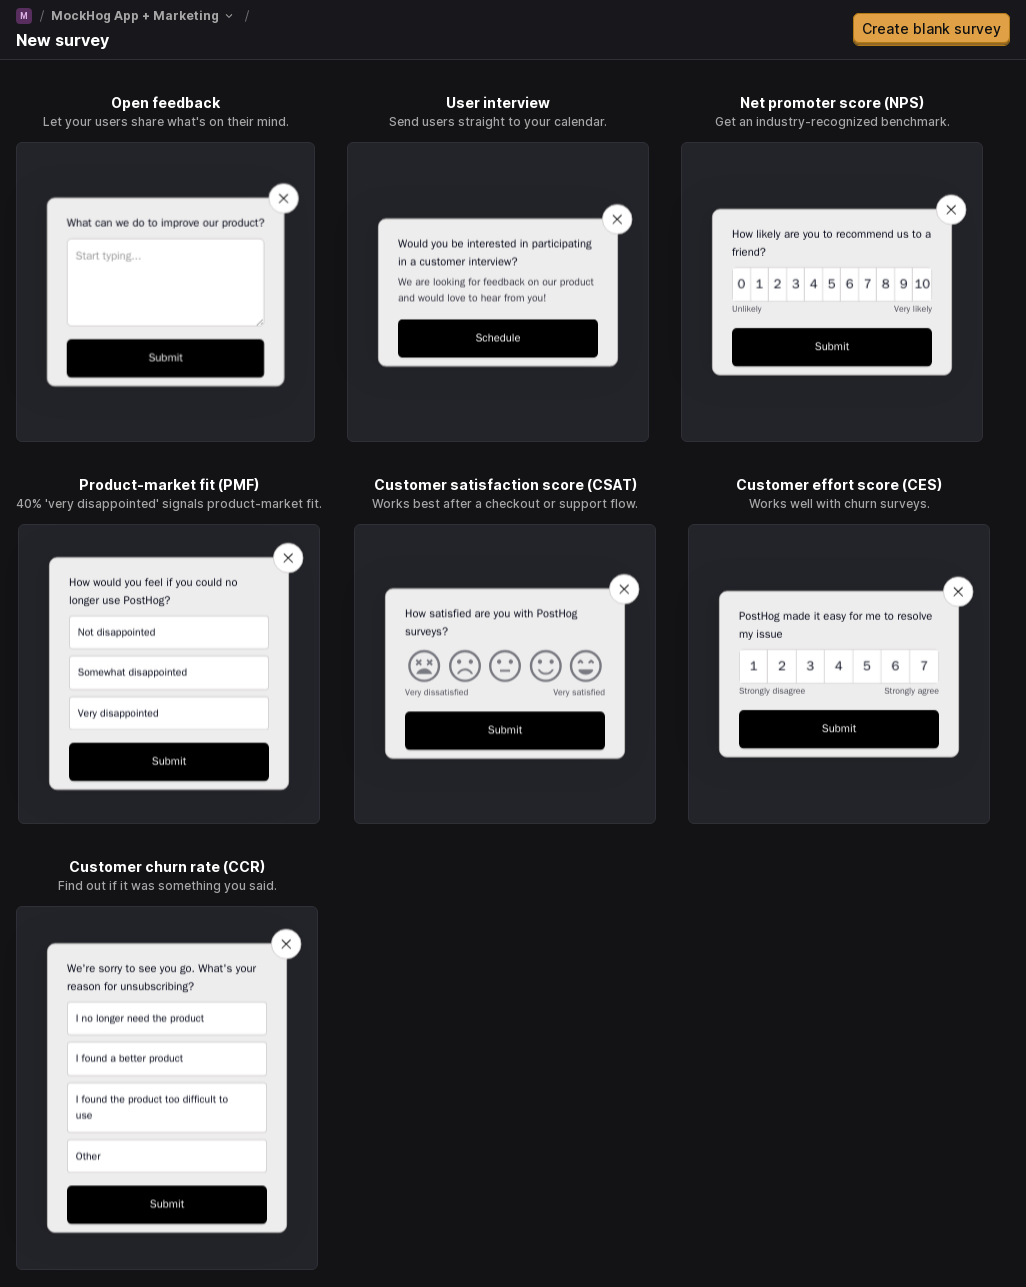 M / MockHog App + Marketing /
New survey
Create blank survey
Open feedback
Let your users share what's on their mind.
What can we do to improve our product?
Start typing...
Submit
User interview
Send users straight to your calendar.
Would you be interested in participating
in a customer interview?
We are looking for feedback on our product
and would love to hear from you!
Schedule
Net promoter score (NPS)
Get an industry-recognized benchmark.
How likely are you to recommend us to a
friend?
0 1 2 3 4 5 6 7 8 9 10
Unlikely Very likely
Submit
Product-market fit (PMF)
40% 'very disappointed' signals product-market fit.
How would you feel if you could no
longer use PostHog?
Not disappointed
Somewhat disappointed
Very disappointed
Submit
Customer satisfaction score (CSAT)
Works best after a checkout or support flow.
How satisfied are you with PostHog
surveys?
Very dissatisfied Very satisfied
Submit
Customer effort score (CES)
Works well with churn surveys.
PostHog made it easy for me to resolve
my issue
1 2 3 4 5 6 7
Strongly disagree Strongly agree
Submit
Customer churn rate (CCR)
Find out if it was something you said.
We're sorry to see you go. What's your
reason for unsubscribing?
I no longer need the product
I found a better product
I found the product too difficult to
use
Other
Submit